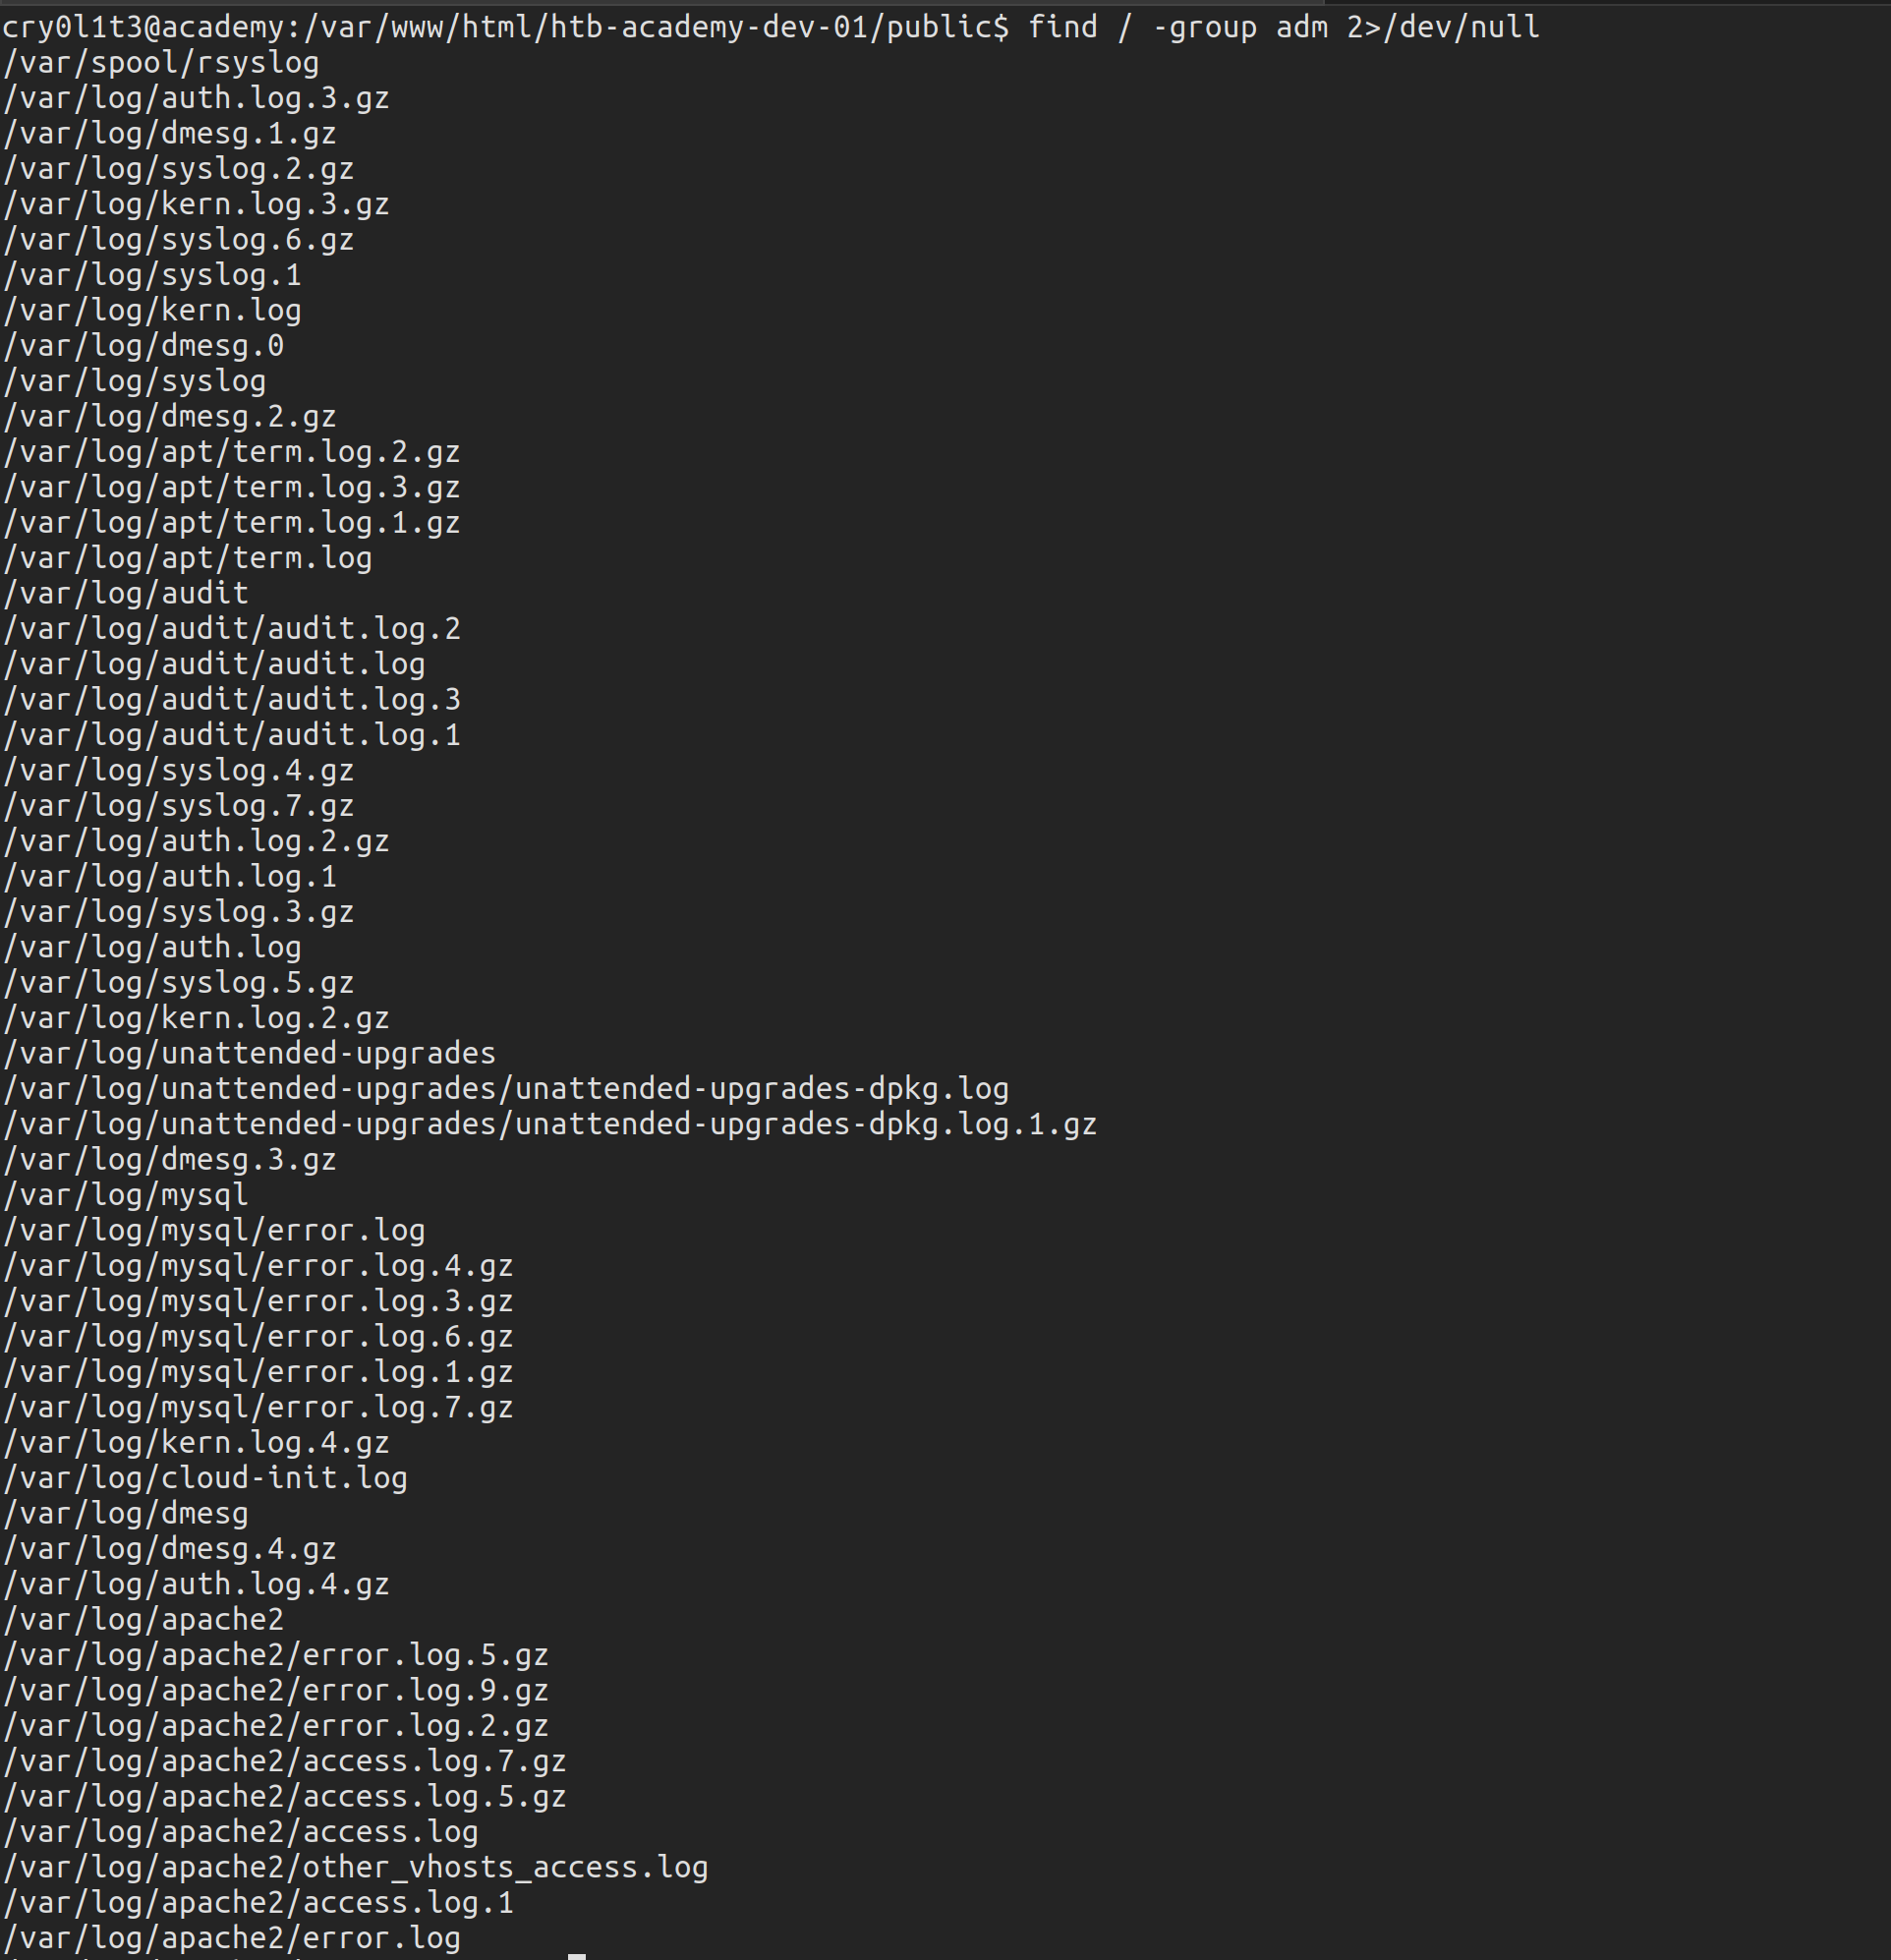 cry0l1t3@academy:/var/www/html/htb-academy-dev-01/public$ find / -group adm 2>/dev/null
/var/spool/rsyslog
/var/log/auth.log.3.gz
/var/log/dmesg.1.gz
/var/log/syslog.2.gz
/var/log/kern.log.3.gz
/var/log/syslog.6.gz
/var/log/syslog.1
/var/log/kern.log
/var/log/dmesg.0
/var/log/syslog
/var/log/dmesg.2.gz
/var/log/apt/term.log.2.gz
/var/log/apt/term.log.3.gz
/var/log/apt/term.log.1.gz
/var/log/apt/term.log
/var/log/audit
/var/log/audit/audit.log.2
/var/log/audit/audit.log
/var/log/audit/audit.log.3
/var/log/audit/audit.log.1
/var/log/syslog.4.gz
/var/log/syslog.7.gz
/var/log/auth.log.2.gz
/var/log/auth.log.1
/var/log/syslog.3.gz
/var/log/auth.log
/var/log/syslog.5.gz
/var/log/kern.log.2.gz
/var/log/unattended-upgrades
/var/log/unattended-upgrades/unattended-upgrades-dpkg.log
/var/log/unattended-upgrades/unattended-upgrades-dpkg.log.1.gz
/var/log/dmesg.3.gz
/var/log/mysql
/var/log/mysql/error.log
/var/log/mysql/error.log.4.gz
/var/log/mysql/error.log.3.gz
/var/log/mysql/error.log.6.gz
/var/log/mysql/error.log.1.gz
/var/log/mysql/error.log.7.gz
/var/log/kern.log.4.gz
/var/log/cloud-init.log
/var/log/dmesg
/var/log/dmesg.4.gz
/var/log/auth.log.4.gz
/var/log/apache2
/var/log/apache2/error.log.5.gz
/var/log/apache2/error.log.9.gz
/var/log/apache2/error.log.2.gz
/var/log/apache2/access.log.7.gz
/var/log/apache2/access.log.5.gz
/var/log/apache2/access.log
/var/log/apache2/other_vhosts_access.log
/var/log/apache2/access.log.1
/var/log/apache2/error.log